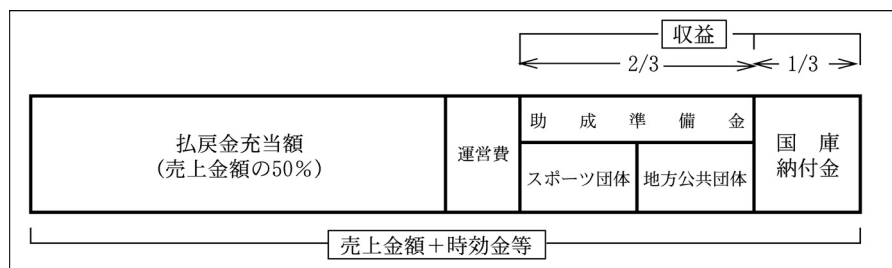 収益
2/3
1/3
払戻金充当額
(売上金額の50%)
運営費
助成準備金
スポーツ団体
地方公共団体
国庫
納付金
売上金額＋時効金等